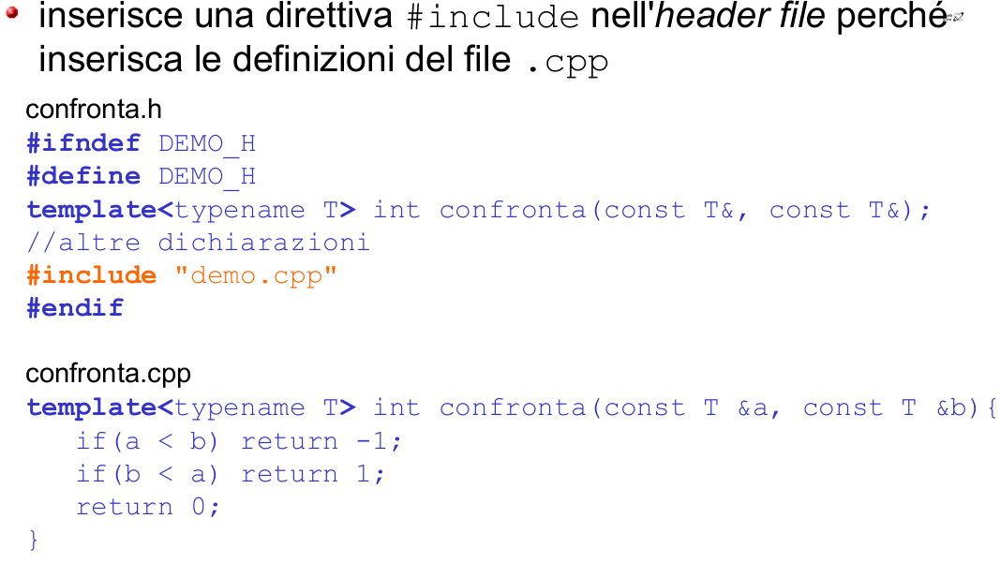 inserisce una direttiva #include nell'header file perché
inserisca le definizioni del file .cpp
confronta.h
#ifndef DEMO_H
#define DEMO_H
template<typename T> int confronta(const T&, const T&);
//altre dichiarazioni
#include "demo.cpp"
#endif
confronta.cpp
template<typename T> int confronta(const T &a, const T &b){
if(a < b) return -1;
if(b < a) return 1;
return 0;
}